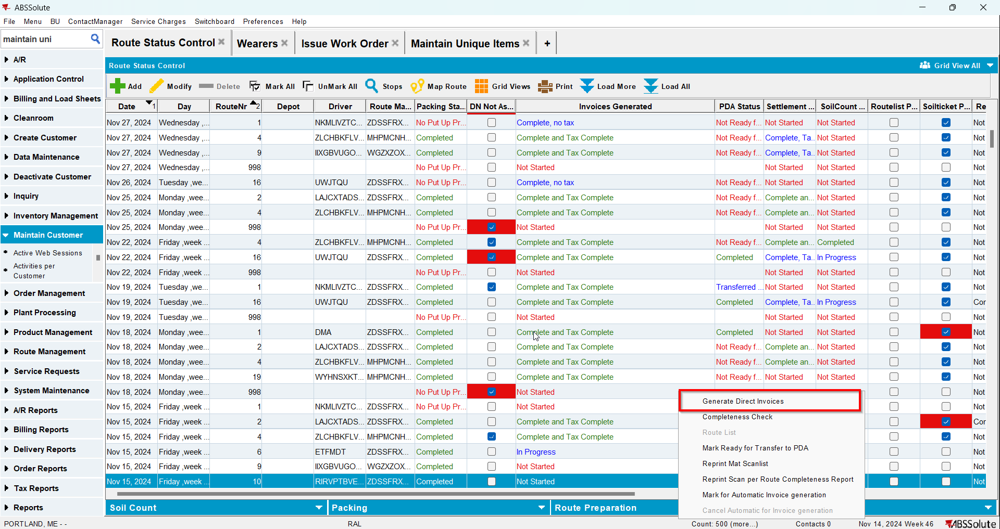 ABSSolute
File Menu BU ContactManager Service Charges Switchboard Preferences Help
maintain uni
Route Status Control Wearers Issue Work Order Maintain Unique Items +
Route Status Control Grid View All
Add Modify Delete Mark All UnMark All Stops Map Route Grid Views Print Load More Load All
A/R
Application Control
Billing and Load Sheets
Cleanroom
Create Customer
Data Maintenance
Deactivate Customer
Inquiry
Inventory Management
Maintain Customer
Active Web Sessions
Activities per
Customer
Order Management
Plant Processing
Product Management
Route Management
Service Requests
System Maintenance
A/R Reports
Billing Reports
Delivery Reports
Order Reports
Tax Reports
Reports
Date 1 Day RouteNr 2 Depot Driver Route Ma... Packing Sta... DN Not As... Invoices Generated PDA Status Settlement ... SoilCount ... Routelist P... Soilticket P... Re
Nov 27, 2024 Wednesday ,... 1 NKMLIVZTC... ZDSSFRX... No Put Up Pr... Complete, no tax Not Ready f... Not Started Not Started Not
Nov 27, 2024 Wednesday ,... 4 ZLCHBKFLV... MHPMCNH... Completed Complete and Tax Complete Not Ready f... Complete, Ta... Not Started Not
Nov 27, 2024 Wednesday ,... 9 IIXGBVUGO... WGZXZOX... Completed Complete and Tax Complete Not Ready f... Complete, Ta... Not Started Not
Nov 27, 2024 Wednesday ,... 998 No Put Up Pr... Not Started Not Started Not Started Not
Nov 26, 2024 Tuesday ,we... 16 UWJTQU ZDSSFRX... No Put Up Pr... Complete, no tax Not Ready f... Not Started Not Started Not
Nov 25, 2024 Monday ,wee... 2 LAJCXTADS... ZDSSFRX... Completed Complete and Tax Complete Not Ready f... Complete an... Not Started Not
Nov 25, 2024 Monday ,wee... 4 ZLCHBKFLV... MHPMCNH... Completed Complete and Tax Complete Not Ready f... Complete an... Not Started Not
Nov 25, 2024 Monday ,wee... 998 No Put Up Pr... Not Started Not Started Not Started Not
Nov 22, 2024 Friday ,week ... 4 ZLCHBKFLV... MHPMCNH... Completed Complete and Tax Complete Not Ready f... Complete an... Completed Not
Nov 22, 2024 Friday ,week ... 16 UWJTQU ZDSSFRX... Completed Complete and Tax Complete Completed Complete, Ta... In Progress Not
Nov 22, 2024 Friday ,week ... 998 No Put Up Pr... Not Started Not Started Not Started Not
Nov 19, 2024 Tuesday ,we... 1 NKMLIVZTC... ZDSSFRX... Completed Complete and Tax Complete Transferred ... Not Started Not Started Not
Nov 19, 2024 Tuesday ,we... 16 UWJTQU ZDSSFRX... Completed Complete and Tax Complete Completed Complete, Ta... In Progress Cor
Nov 19, 2024 Tuesday ,we... 998 No Put Up Pr... Not Started Not Started Not Started Not
Nov 18, 2024 Monday ,wee... 1 DMA ZDSSFRX... Completed Complete and Tax Complete Completed Not Started Not Started Not
Nov 18, 2024 Monday ,wee... 2 LAJCXTADS... ZDSSFRX... Completed Complete and Tax Complete Not Ready f... Complete an... Not Started Not
Nov 18, 2024 Monday ,wee... 4 ZLCHBKFLV... MHPMCNH... Completed Complete and Tax Complete Not Ready f... Complete an... Not Started Not
Nov 18, 2024 Monday ,wee... 19 WYHNSXKT... MHPMCNH... Completed Complete and Tax Complete Not Ready f... Not Started Not Started Not
Nov 18, 2024 Monday ,wee... 998 No Put Up Pr... Not Started Not
Nov 15, 2024 Friday ,week ... 1 NKMLIVZTC... ZDSSFRX... No Put Up Pr... Complete and Tax Complete Not
Nov 15, 2024 Friday ,week ... 2 LAJCXTADS... ZDSSFRX... Completed Complete and Tax Complete Cor
Nov 15, 2024 Friday ,week ... 4 ZLCHBKFLV... MHPMCNH... Completed Complete and Tax Complete Not
Nov 15, 2024 Friday ,week ... 6 ETFMDT ZDSSFRX... Completed In Progress Not
Nov 15, 2024 Friday ,week ... 9 IIXGBVUGO... WGZXZOX... Completed Not Started Not
Nov 15, 2024 Friday ,week ... 10 RIRVPTBVE... ZDSSFRX... Completed Not Started Not
Generate Direct Invoices
Completeness Check
Route List
Mark Ready for Transfer to PDA
Reprint Mat Scanlist
Reprint Scan per Route Completeness Report
Mark for Automatic Invoice generation
Cancel Automatic for Invoice generation
Soil Count Packing Route Preparation
PORTLAND, ME - - RAL Count: 500 (more...) Contacts 0 Nov 14, 2024 Week 46 ABSSolute